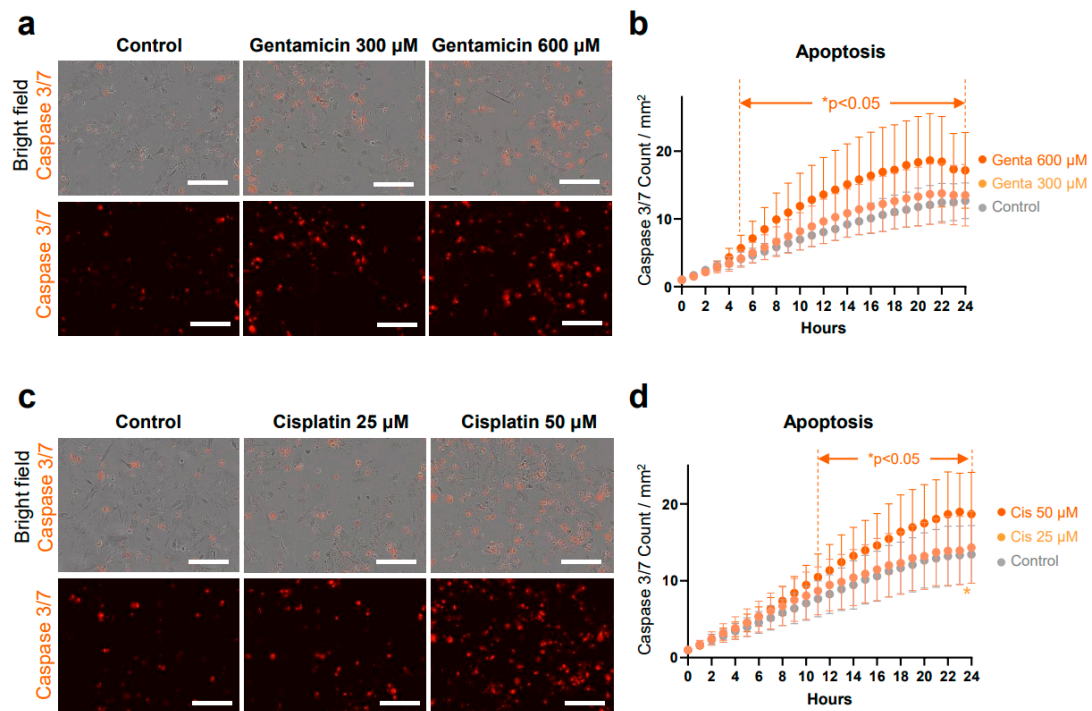 a
Control
Gentamicin 300 µM
Gentamicin 600 µM
Bright field
Caspase 3/7
Caspase 3/7
b
Apoptosis
*p<0.05
Caspase 3/7 Count / mm²
20
10
0
0 2 4 6 8 10 12 14 16 18 20 22 24
Hours
Genta 600 µM
Genta 300 µM
Control
c
Control
Cisplatin 25 µM
Cisplatin 50 µM
Bright field
Caspase 3/7
Caspase 3/7
d
Apoptosis
*p<0.05
Caspase 3/7 Count / mm²
20
10
0
0 2 4 6 8 10 12 14 16 18 20 22 24
Hours
Cis 50 µM
Cis 25 µM
Control
*